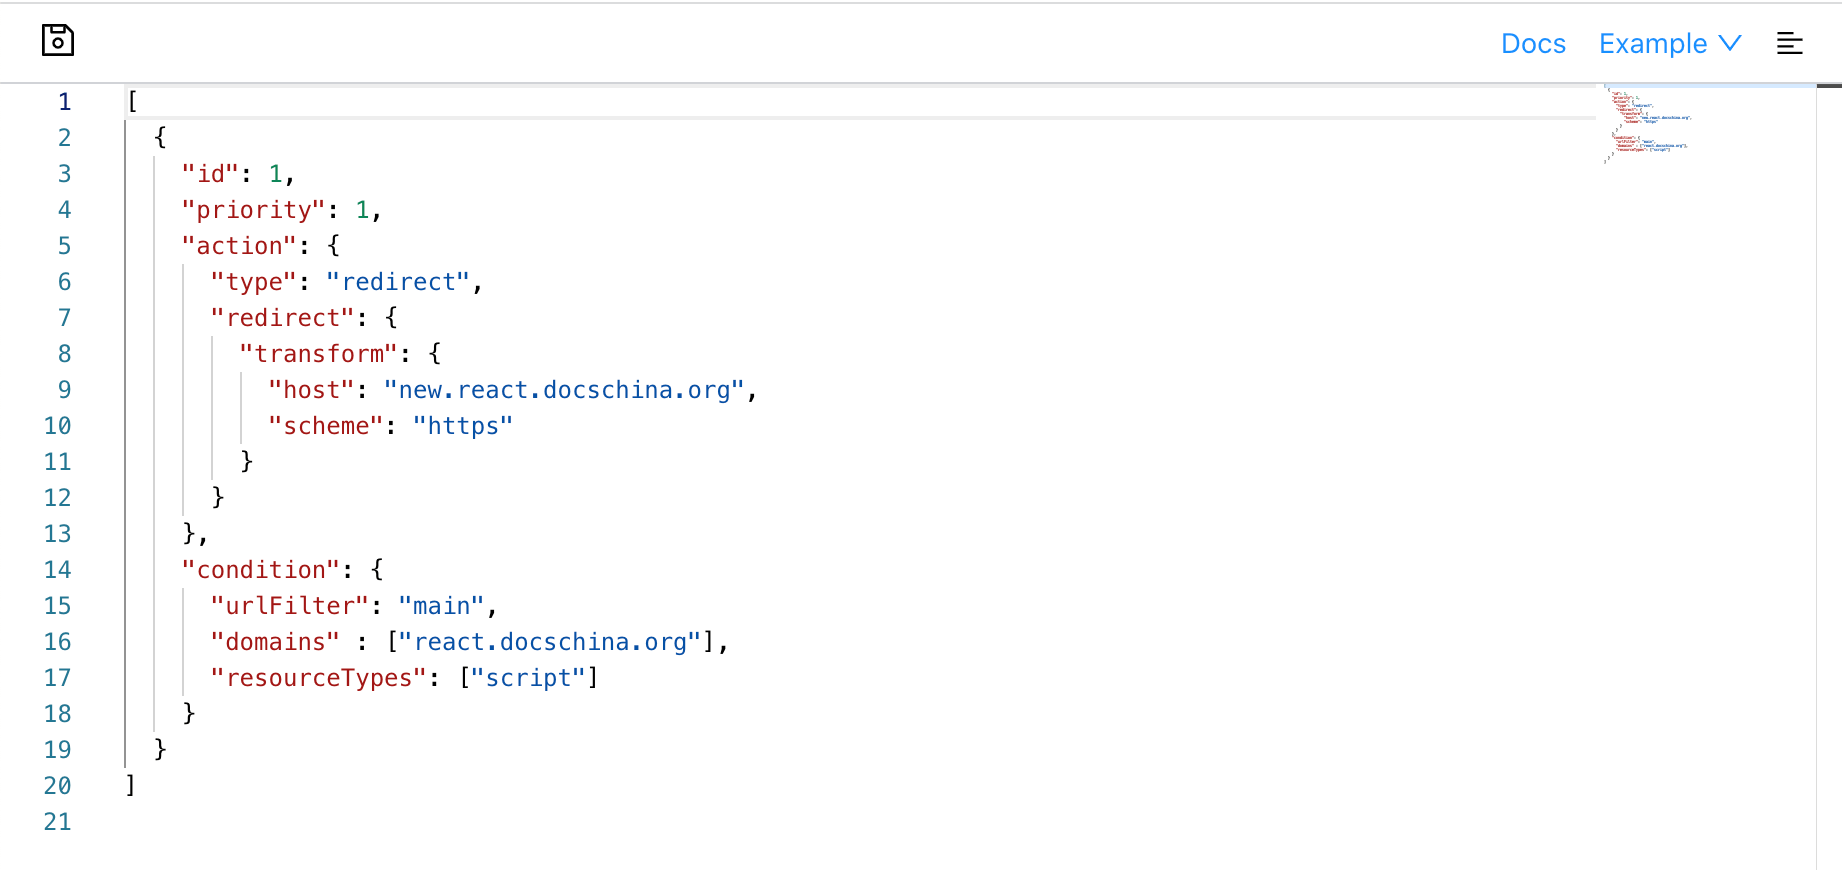 Docs Example
1 [
2   {
3     "id": 1,
4     "priority": 1,
5     "action": {
6       "type": "redirect",
7       "redirect": {
8         "transform": {
9           "host": "new.react.docschina.org",
10           "scheme": "https"
11         }
12       }
13     },
14     "condition": {
15       "urlFilter": "main",
16       "domains" : ["react.docschina.org"],
17       "resourceTypes": ["script"]
18     }
19   }
20 ]
21